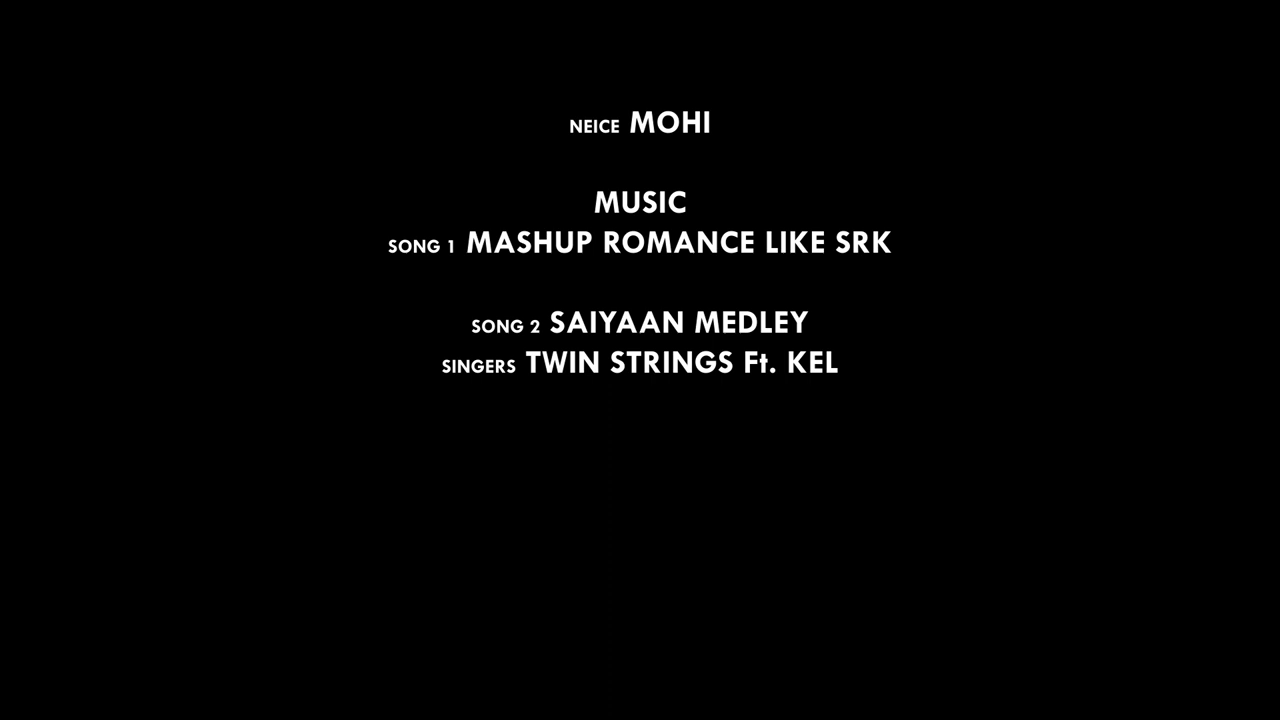 NEICE MOHI
MUSIC
SONG 1 MASHUP ROMANCE LIKE SRK
SONG 2 SAIYAAN MEDLEY
SINGERS TWIN STRINGS Ft. KEL